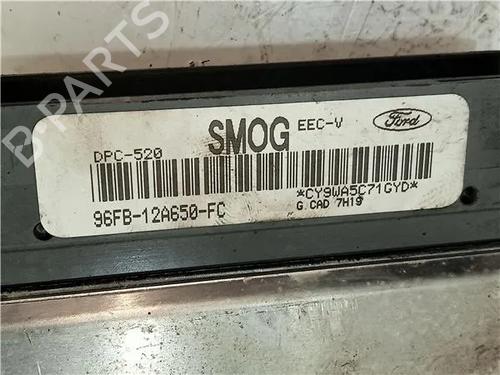 B-PARTS
SMOG EEC-V Ford
DPC-520
96FB-12A650-FC *CY9WA5C71GYD*
G.CAD 7H19